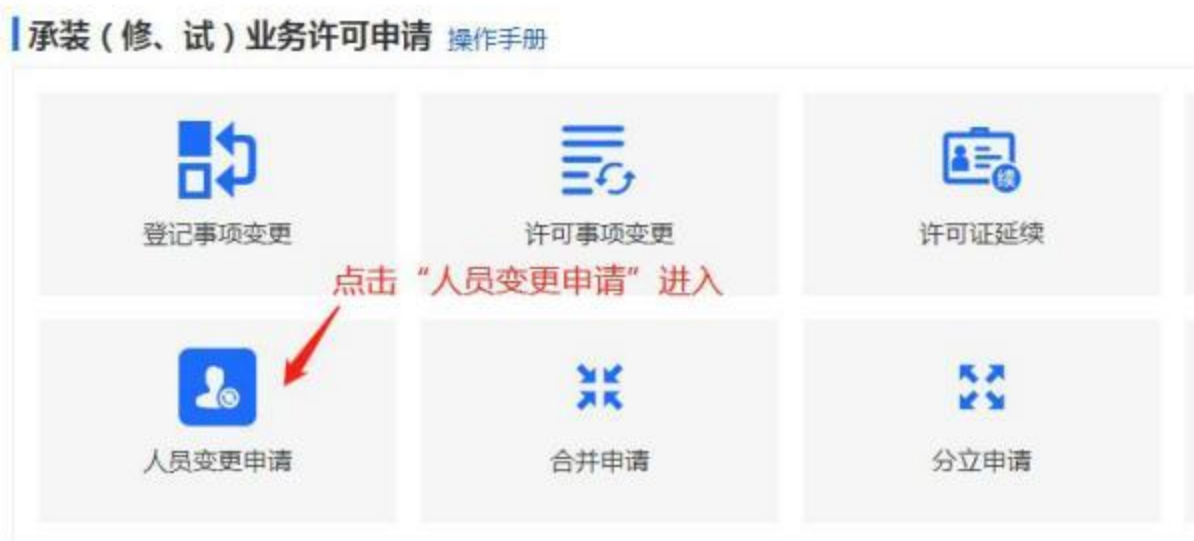 承装（修、试）业务许可申请 操作手册
续
登记事项变更 许可事项变更 许可证延续
点击“人员变更申请”进入
人员变更申请 合并申请 分立申请